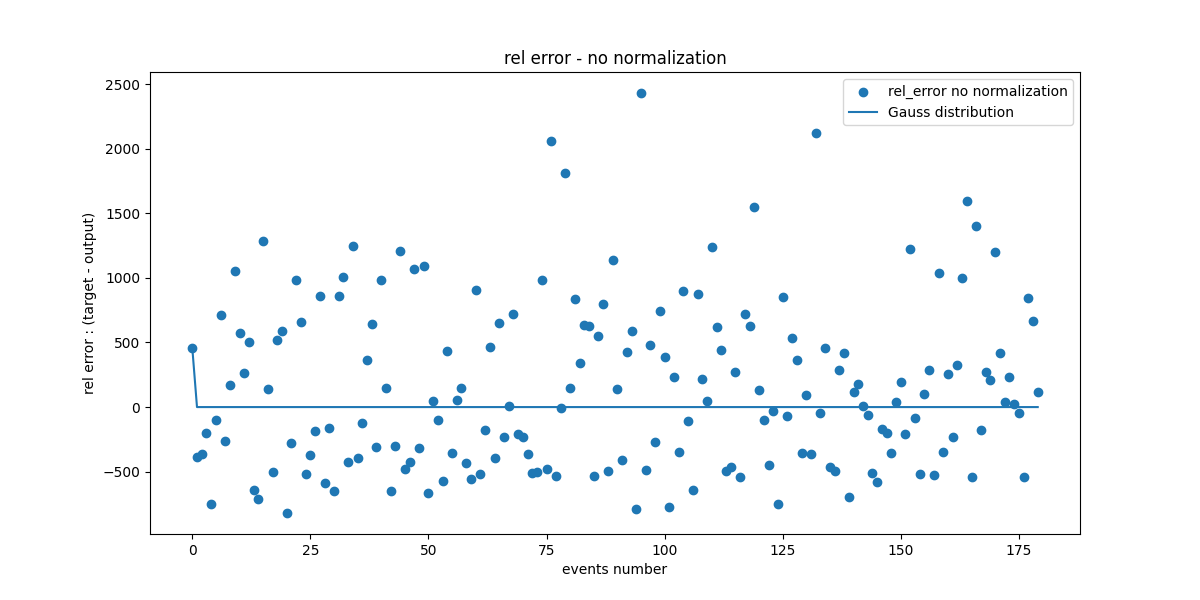 rel error - no normalization
2500
2000
1500
1000
500
0
−500
rel error : (target - output)
rel_error no normalization
Gauss distribution
0 25 50 75 100 125 150 175
events number